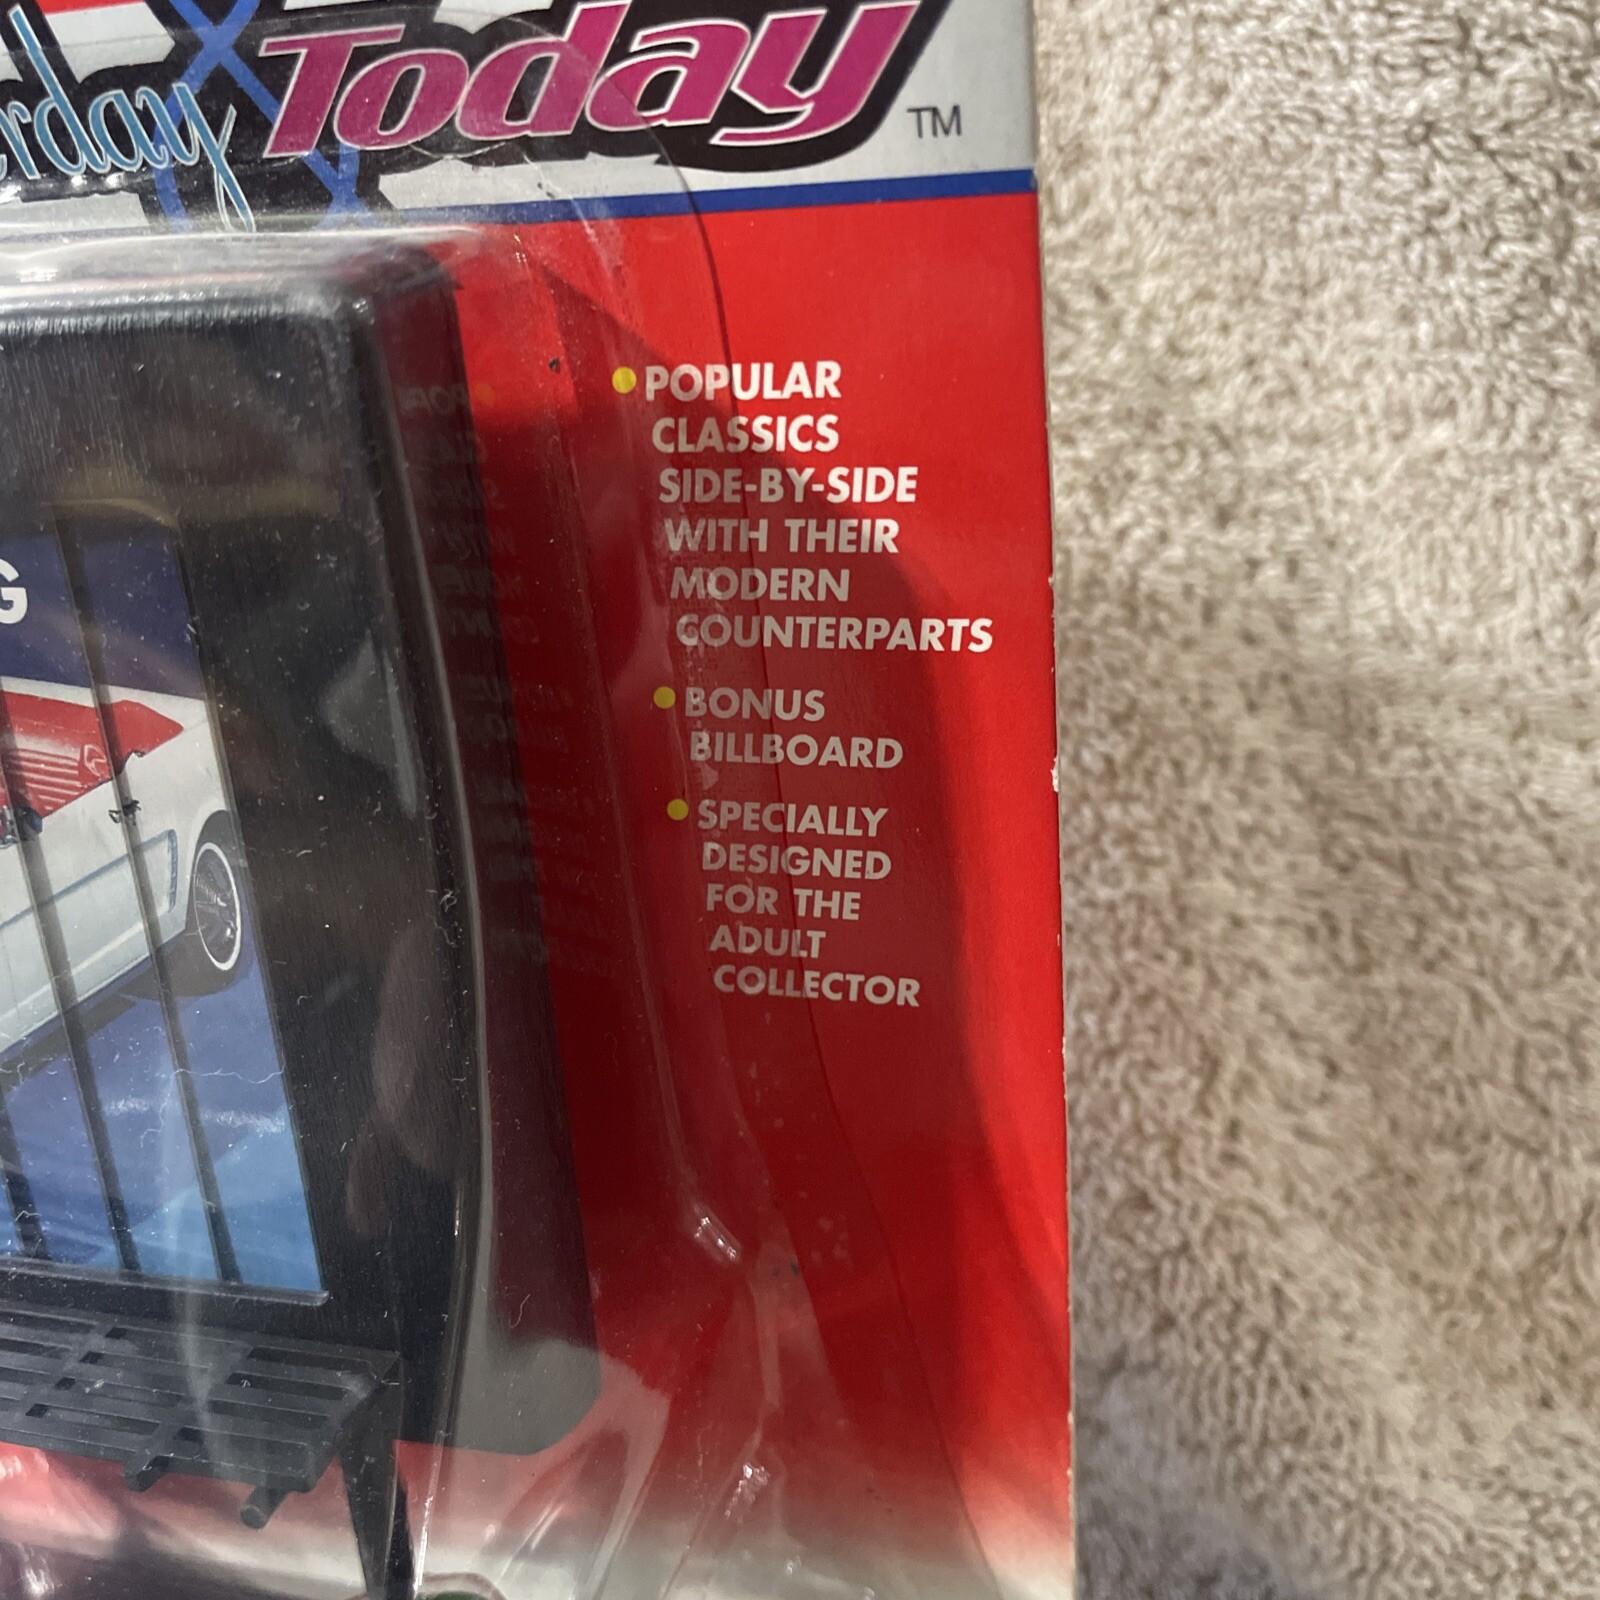 rday Today TM
G
• POPULAR
CLASSICS
SIDE-BY-SIDE
WITH THEIR
MODERN
COUNTERPARTS
• BONUS
BILLBOARD
• SPECIALLY
DESIGNED
FOR THE
ADULT
COLLECTOR